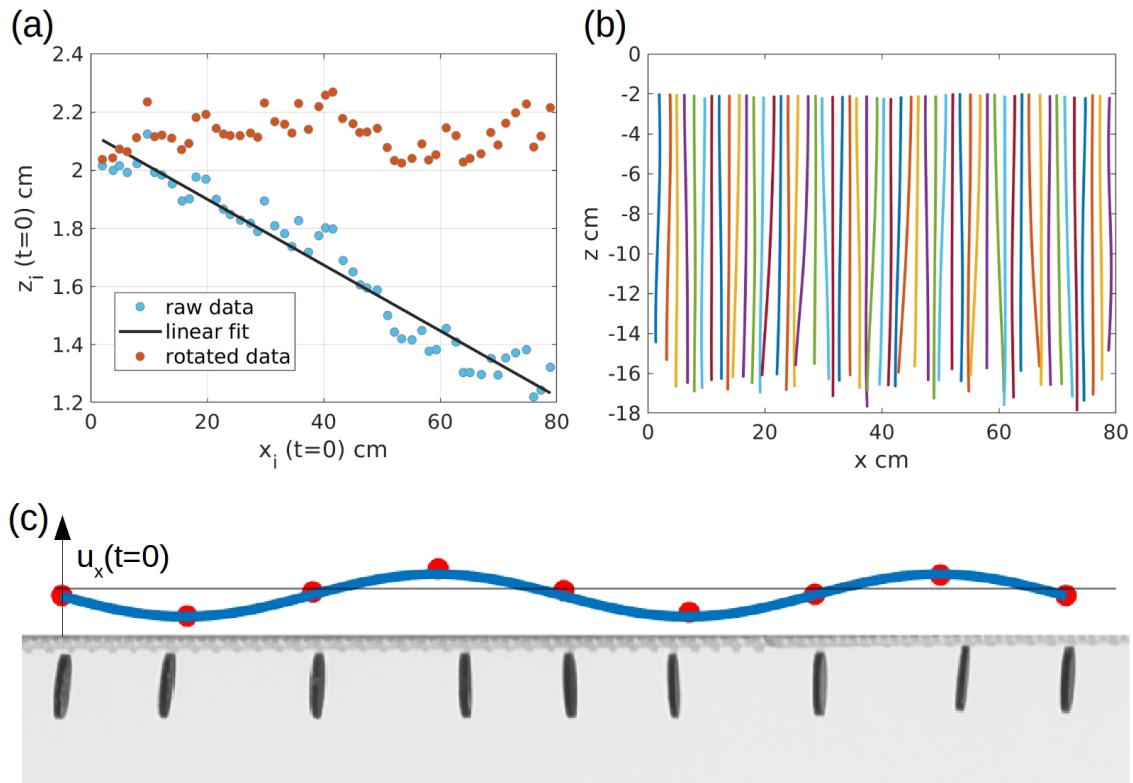 (a)
2.4
2.2
2
1.8
1.6
1.4
1.2
z_i (t=0) cm
raw data
linear fit
rotated data
0
20
40
60
80
x_i (t=0) cm
(b)
0
-2
-4
-6
-8
-10
-12
-14
-16
-18
z cm
0
20
40
60
80
x cm
(c)
u_x(t=0)